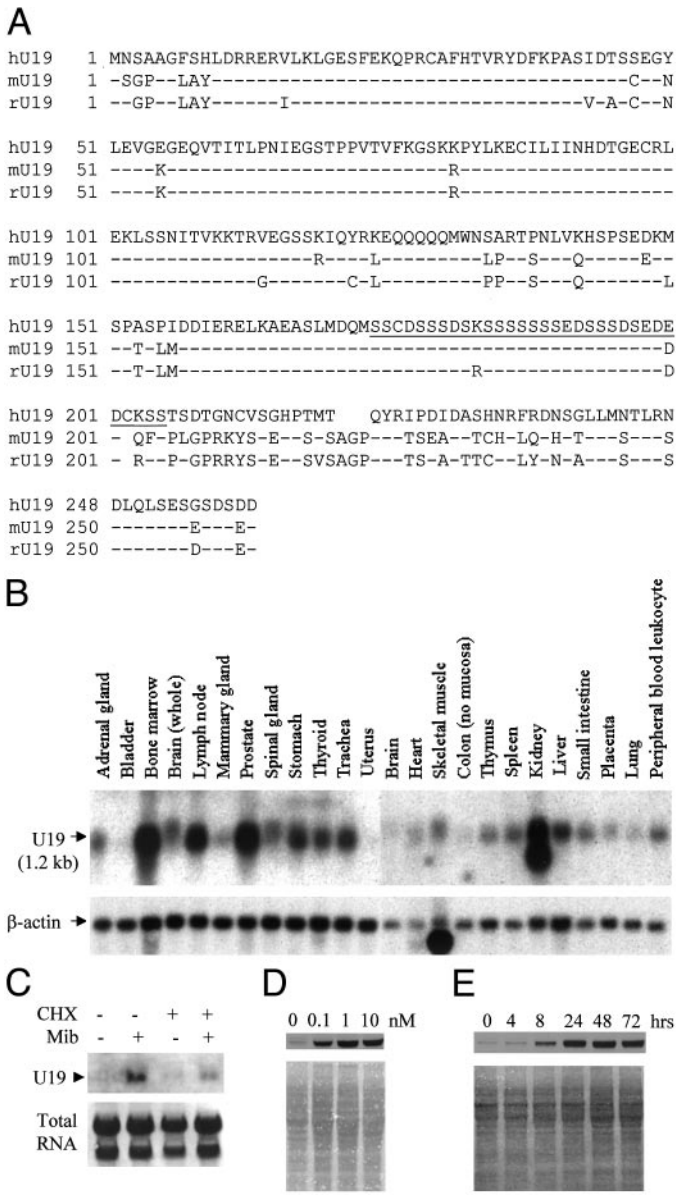 A
hU19 1 MNSAAGFSHLDRRERVLKLGESFEKQPRCAFHTVRYDFKPASIDTSSEGY
mU19 1 -SGP--LAY-------------------------------------C--N
rU19 1 --GP--LAY------I--------------------------V-A-C--N
hU19 51 LEVGEGEQVTITLPNIEGSTPPVTVFKGSKKPYLKECILIINHDTGECRL
mU19 51 ----K-------------------------R-------------------
rU19 51 ----K-------------------------R-------------------
hU19 101 EKLSSNITVKKTRVEGSSKIQYRKEQQQQQMWNSARTPNLVKHSPSEDKM
mU19 101 ------------------R----L---------LP--S---Q-----E--
rU19 101 -------------G-------C-L---------PP--S---Q-------L
hU19 151 SPASPIDDIERELKAEASLMDQMSSCDSSSDSKSSSSSSSEDSSSDSEDE
mU19 151 --T-LM-------------------------------------------D
rU19 151 --T-LM--------------------------R----------------D
hU19 201 DCKSSTSDTGNCVSGHPTMT QYRIPDIDASHNRFRDNSGLLMNTLRN
mU19 201 - QF-PLGPRKYS-E--S-SAGP---TSEA--TCH-LQ-H-T---S--S
rU19 201 - R--P-GPRRYS-E--SVSAGP---TS-A-TTC--LY-N-A---S--S
hU19 248 DLQLSESGSDSDD
mU19 250 -------E---E-
rU19 250 -------D---E-
B
Adrenal gland
Bladder
Bone marrow
Brain (whole)
Lymph node
Mammary gland
Prostate
Spinal gland
Stomach
Thyroid
Trachea
Uterus
Brain
Heart
Skeletal muscle
Colon (no mucosa)
Thymus
Spleen
Kidney
Liver
Small intestine
Placenta
Lung
Peripheral blood leukocyte
U19
(1.2 kb)
β-actin
C
CHX - - + +
Mib - + - +
U19
Total
RNA
D
0 0.1 1 10 nM
E
0 4 8 24 48 72 hrs